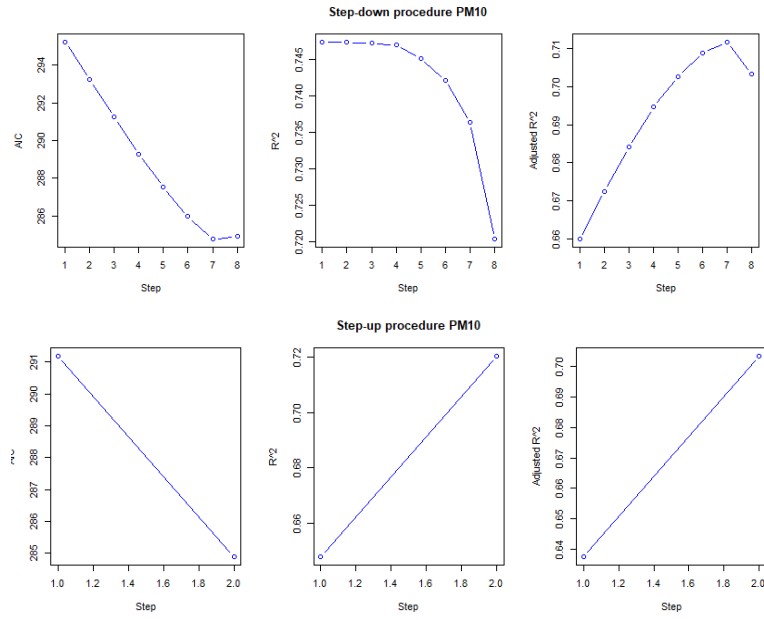 Step-down procedure PM10
AIC
294
292
290
288
286
1 2 3 4 5 6 7 8
Step
R^2
0.745
0.740
0.735
0.730
0.725
0.720
1 2 3 4 5 6 7 8
Step
Adjusted R^2
0.71
0.70
0.69
0.68
0.67
0.66
1 2 3 4 5 6 7 8
Step
Step-up procedure PM10
291
290
289
288
287
286
285
1.0 1.2 1.4 1.6 1.8 2.0
Step
R^2
0.72
0.70
0.68
0.66
1.0 1.2 1.4 1.6 1.8 2.0
Step
Adjusted R^2
0.70
0.69
0.68
0.67
0.66
0.65
0.64
1.0 1.2 1.4 1.6 1.8 2.0
Step